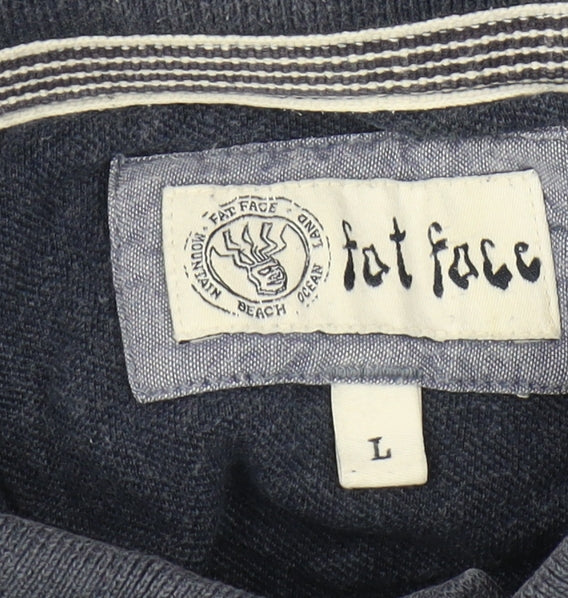 · FAT FACE · LAND OCEAN BEACH MOUNTAIN
fat face
L